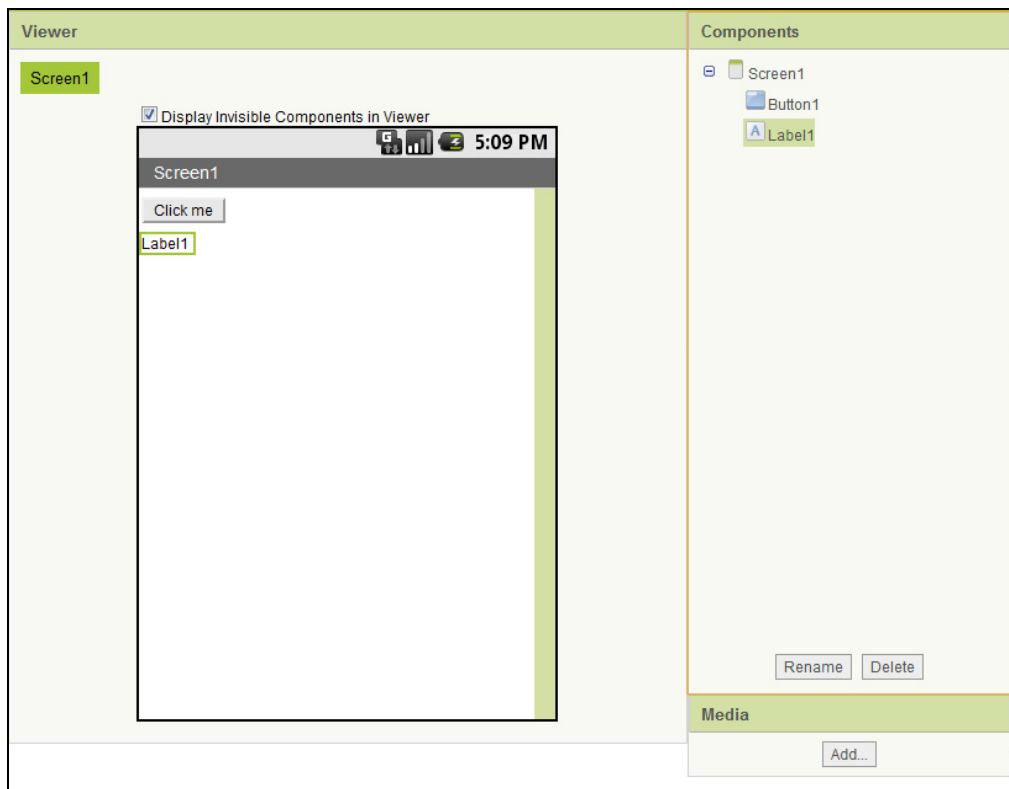 Viewer
Screen1
Display Invisible Components in Viewer
5:09 PM
Screen1
Click me
Label1
Components
Screen1
Button1
A Label1
Rename Delete
Media
Add...